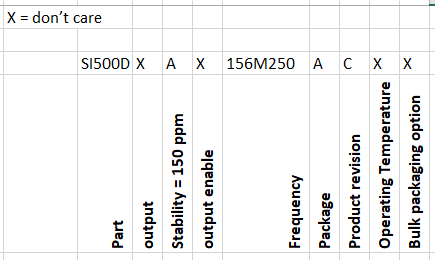 X = don't care
SI500D X A X 156M250 A C X X
Part
output
Stability = 150 ppm
output enable
Frequency
Package
Product revision
Operating Temperature
Bulk packaging option